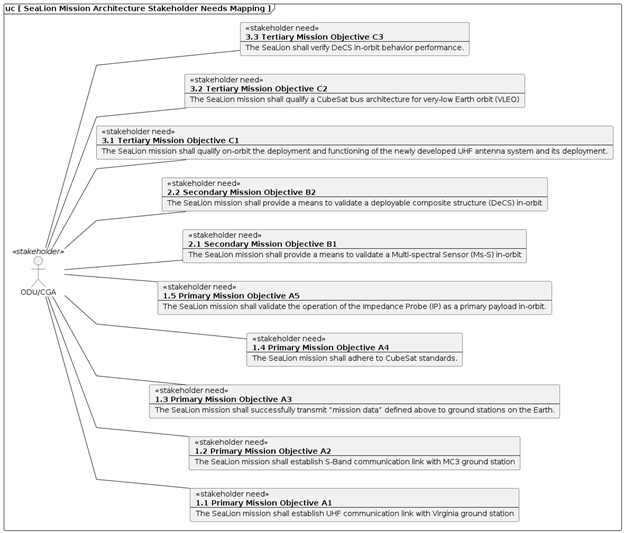 uc [ SeaLion Mission Architecture Stakeholder Needs Mapping ]
«stakeholder need»
3.3 Tertiary Mission Objective C3
The SeaLion shall verify DeCS in-orbit behavior performance.
«stakeholder need»
3.2 Tertiary Mission Objective C2
The SeaLion mission shall qualify a CubeSat bus architecture for very-low Earth orbit (VLEO)
«stakeholder need»
3.1 Tertiary Mission Objective C1
The SeaLion mission shall qualify on-orbit the deployment and functioning of the newly developed UHF antenna system and its deployment.
«stakeholder need»
2.2 Secondary Mission Objective B2
The SeaLion mission shall provide a means to validate a deployable composite structure (DeCS) in-orbit
«stakeholder need»
2.1 Secondary Mission Objective B1
The SeaLion mission shall provide a means to validate a Multi-spectral Sensor (Ms-S) in-orbit
«stakeholder»
ODU/CGA
«stakeholder need»
1.5 Primary Mission Objective A5
The SeaLion mission shall validate the operation of the Impedance Probe (IP) as a primary payload in-orbit.
«stakeholder need»
1.4 Primary Mission Objective A4
The SeaLion mission shall adhere to CubeSat standards.
«stakeholder need»
1.3 Primary Mission Objective A3
The SeaLion mission shall successfully transmit “mission data” defined above to ground stations on the Earth.
«stakeholder need»
1.2 Primary Mission Objective A2
The SeaLion mission shall establish S-Band communication link with MC3 ground station
«stakeholder need»
1.1 Primary Mission Objective A1
The SeaLion mission shall establish UHF communication link with Virginia ground station